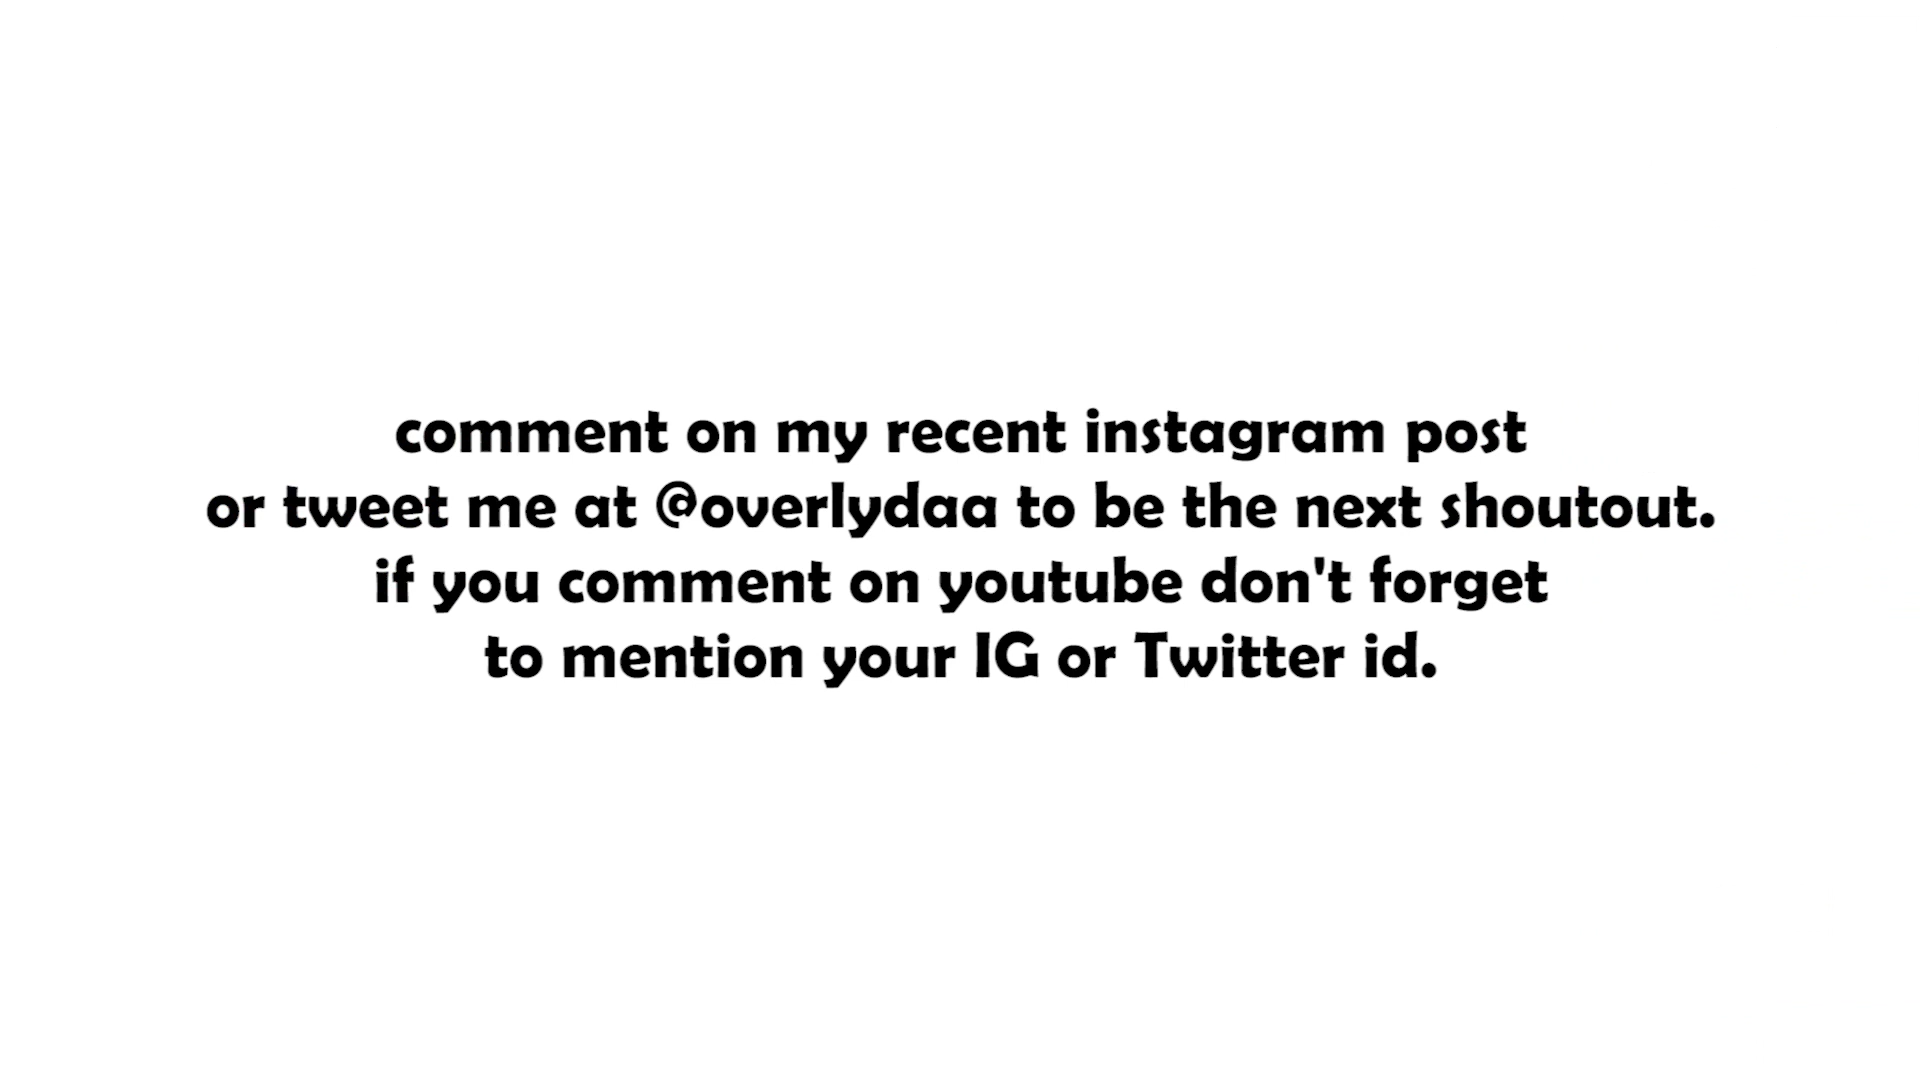 comment on my recent instagram post
or tweet me at @overlydaa to be the next shoutout.
if you comment on youtube don't forget
to mention your IG or Twitter id.